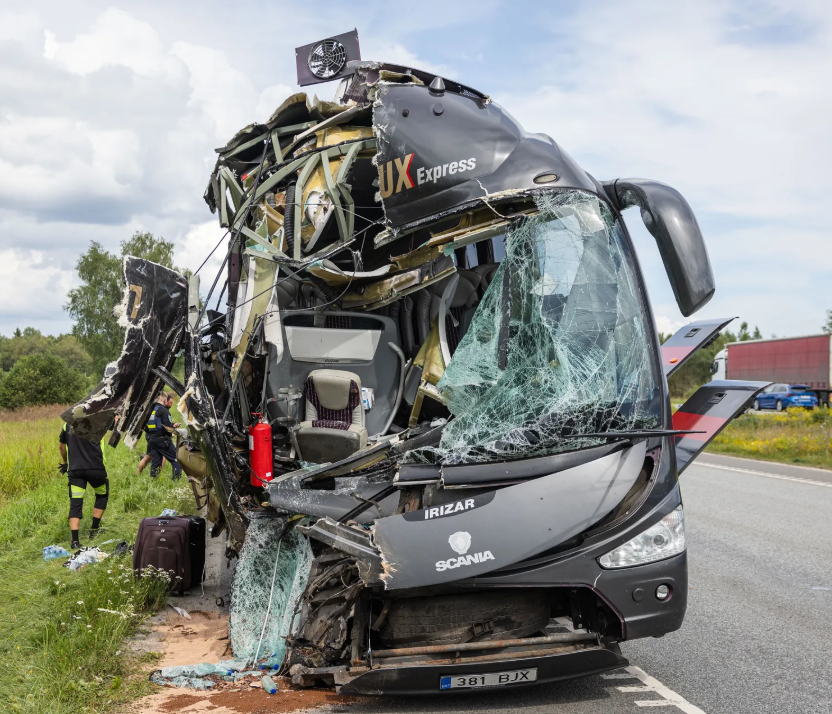 UX Express
IRIZAR
SCANIA
381 BJX